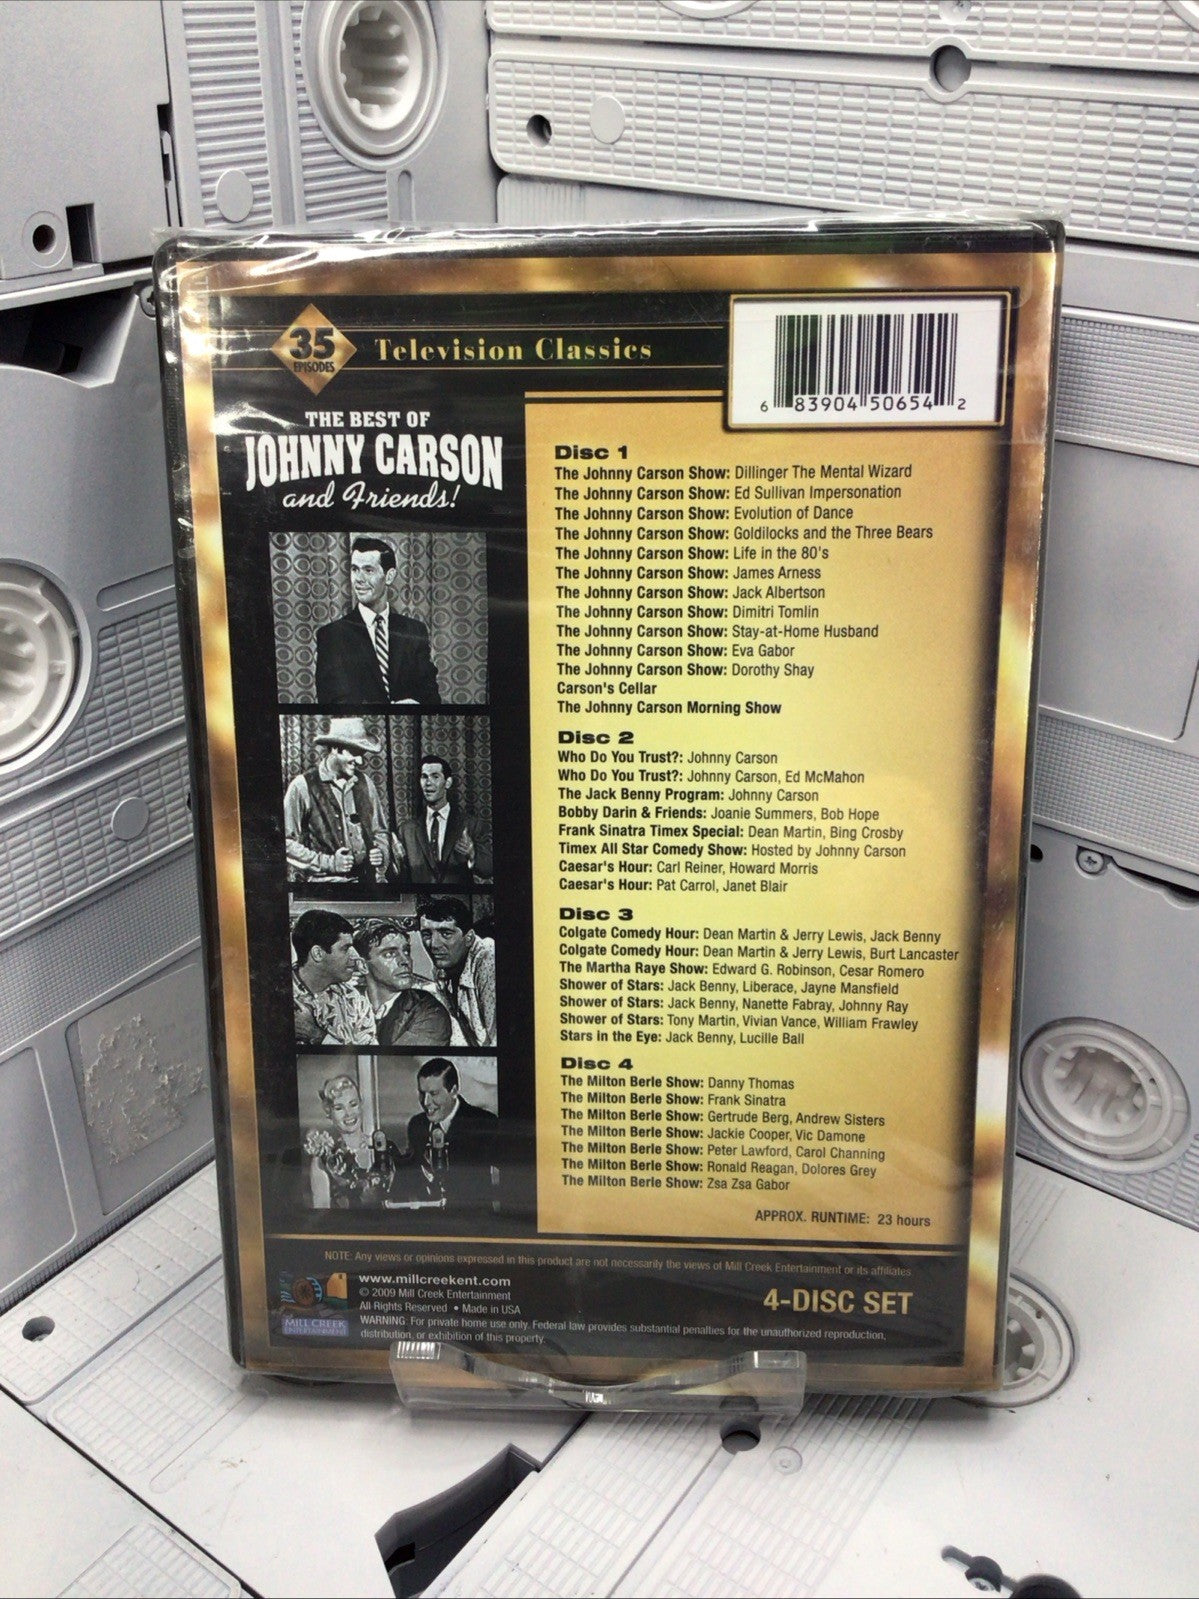 35
EPISODES
Television Classics
6 83904 50654 2
THE BEST OF
JOHNNY CARSON
and Friends!
Disc 1
The Johnny Carson Show: Dillinger The Mental Wizard
The Johnny Carson Show: Ed Sullivan Impersonation
The Johnny Carson Show: Evolution of Dance
The Johnny Carson Show: Goldilocks and the Three Bears
The Johnny Carson Show: Life in the 80's
The Johnny Carson Show: James Arness
The Johnny Carson Show: Jack Albertson
The Johnny Carson Show: Dimitri Tomlin
The Johnny Carson Show: Stay-at-Home Husband
The Johnny Carson Show: Eva Gabor
The Johnny Carson Show: Dorothy Shay
Carson's Cellar
The Johnny Carson Morning Show
Disc 2
Who Do You Trust?: Johnny Carson
Who Do You Trust?: Johnny Carson, Ed McMahon
The Jack Benny Program: Johnny Carson
Bobby Darin & Friends: Joanie Summers, Bob Hope
Frank Sinatra Timex Special: Dean Martin, Bing Crosby
Timex All Star Comedy Show: Hosted by Johnny Carson
Caesar's Hour: Carl Reiner, Howard Morris
Caesar's Hour: Pat Carrol, Janet Blair
Disc 3
Colgate Comedy Hour: Dean Martin & Jerry Lewis, Jack Benny
Colgate Comedy Hour: Dean Martin & Jerry Lewis, Burt Lancaster
The Martha Raye Show: Edward G. Robinson, Cesar Romero
Shower of Stars: Jack Benny, Liberace, Jayne Mansfield
Shower of Stars: Jack Benny, Nanette Fabray, Johnny Ray
Shower of Stars: Tony Martin, Vivian Vance, William Frawley
Stars in the Eye: Jack Benny, Lucille Ball
Disc 4
The Milton Berle Show: Danny Thomas
The Milton Berle Show: Frank Sinatra
The Milton Berle Show: Gertrude Berg, Andrew Sisters
The Milton Berle Show: Jackie Cooper, Vic Damone
The Milton Berle Show: Peter Lawford, Carol Channing
The Milton Berle Show: Ronald Reagan, Dolores Grey
The Milton Berle Show: Zsa Zsa Gabor
APPROX. RUNTIME: 23 hours
NOTE: Any views or opinions expressed in this product are not necessarily the views of Mill Creek Entertainment or its affiliates.
MILL CREEK
ENTERTAINMENT
www.millcreekent.com
© 2009 Mill Creek Entertainment
All Rights Reserved • Made in USA
WARNING: For private home use only. Federal law provides substantial penalties for the unauthorized reproduction,
distribution, or exhibition of this property.
4-DISC SET